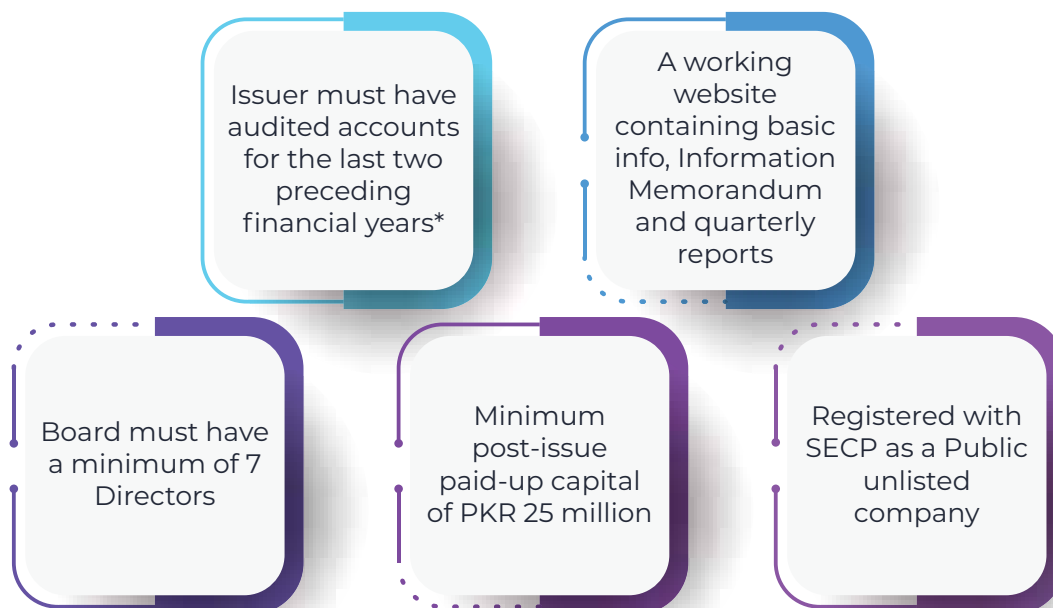 Issuer must have
audited accounts
for the last two
preceding
financial years*
A working
website
containing basic
info, Information
Memorandum
and quarterly
reports
Board must have
a minimum of 7
Directors
Minimum
post-issue
paid-up capital
of PKR 25 million
Registered with
SECP as a Public
unlisted
company